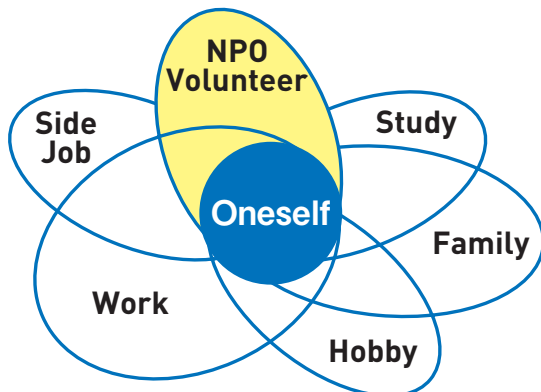 NPO
Volunteer
Side
Job
Study
Oneself
Family
Work
Hobby